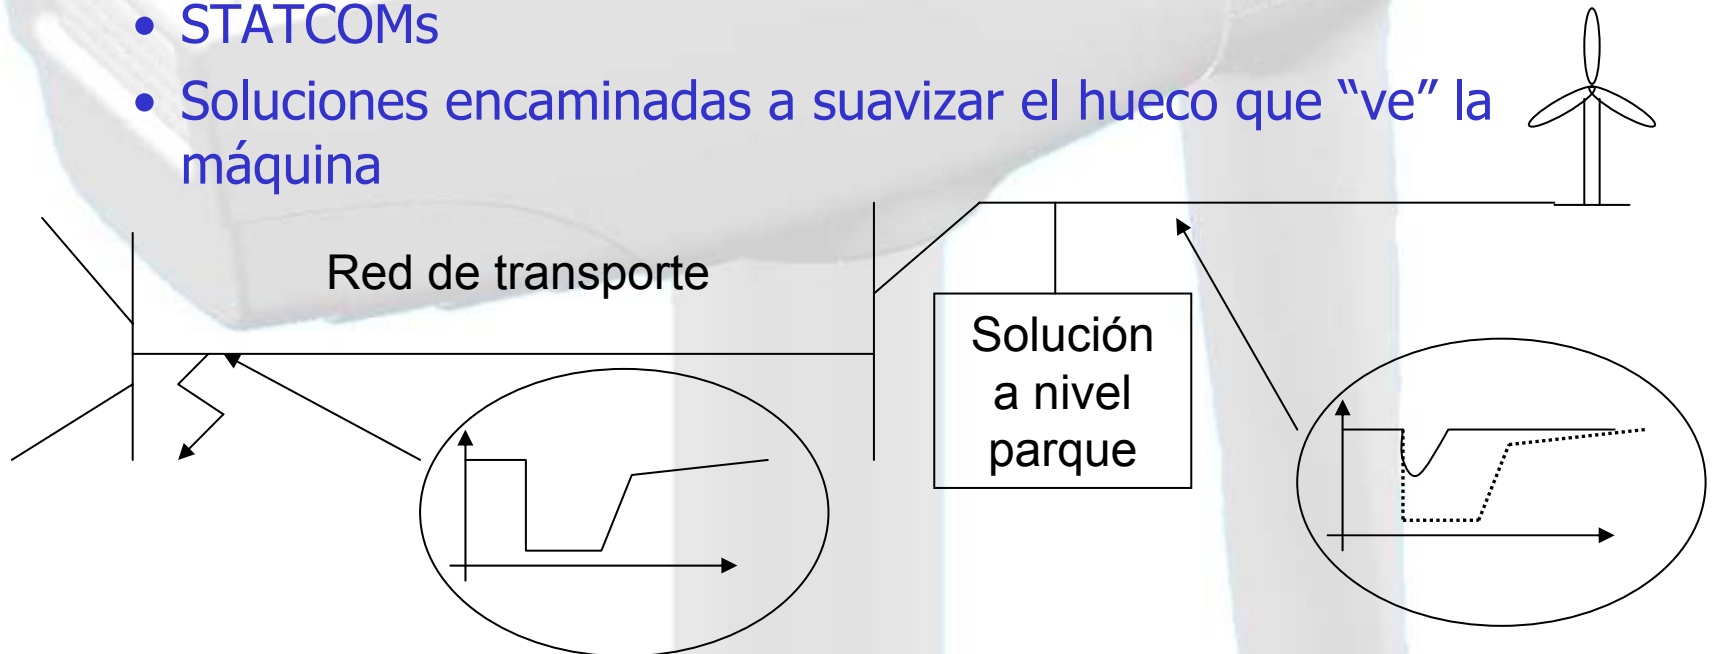 • STATCOMs
• Soluciones encaminadas a suavizar el hueco que “ve” la
máquina
Red de transporte
Solución
a nivel
parque